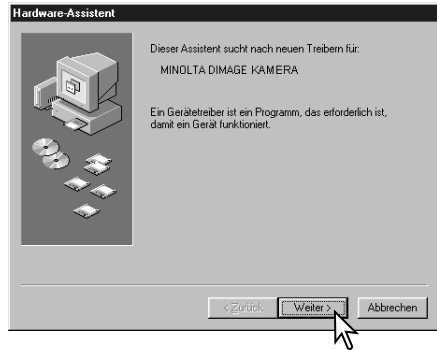 Hardware-Assistent
Dieser Assistent sucht nach neuen Treibern für:
MINOLTA DIMAGE KAMERA
Ein Gerätetreiber ist ein Programm, das erforderlich ist,
damit ein Gerät funktioniert.
< Zurück Weiter > Abbrechen